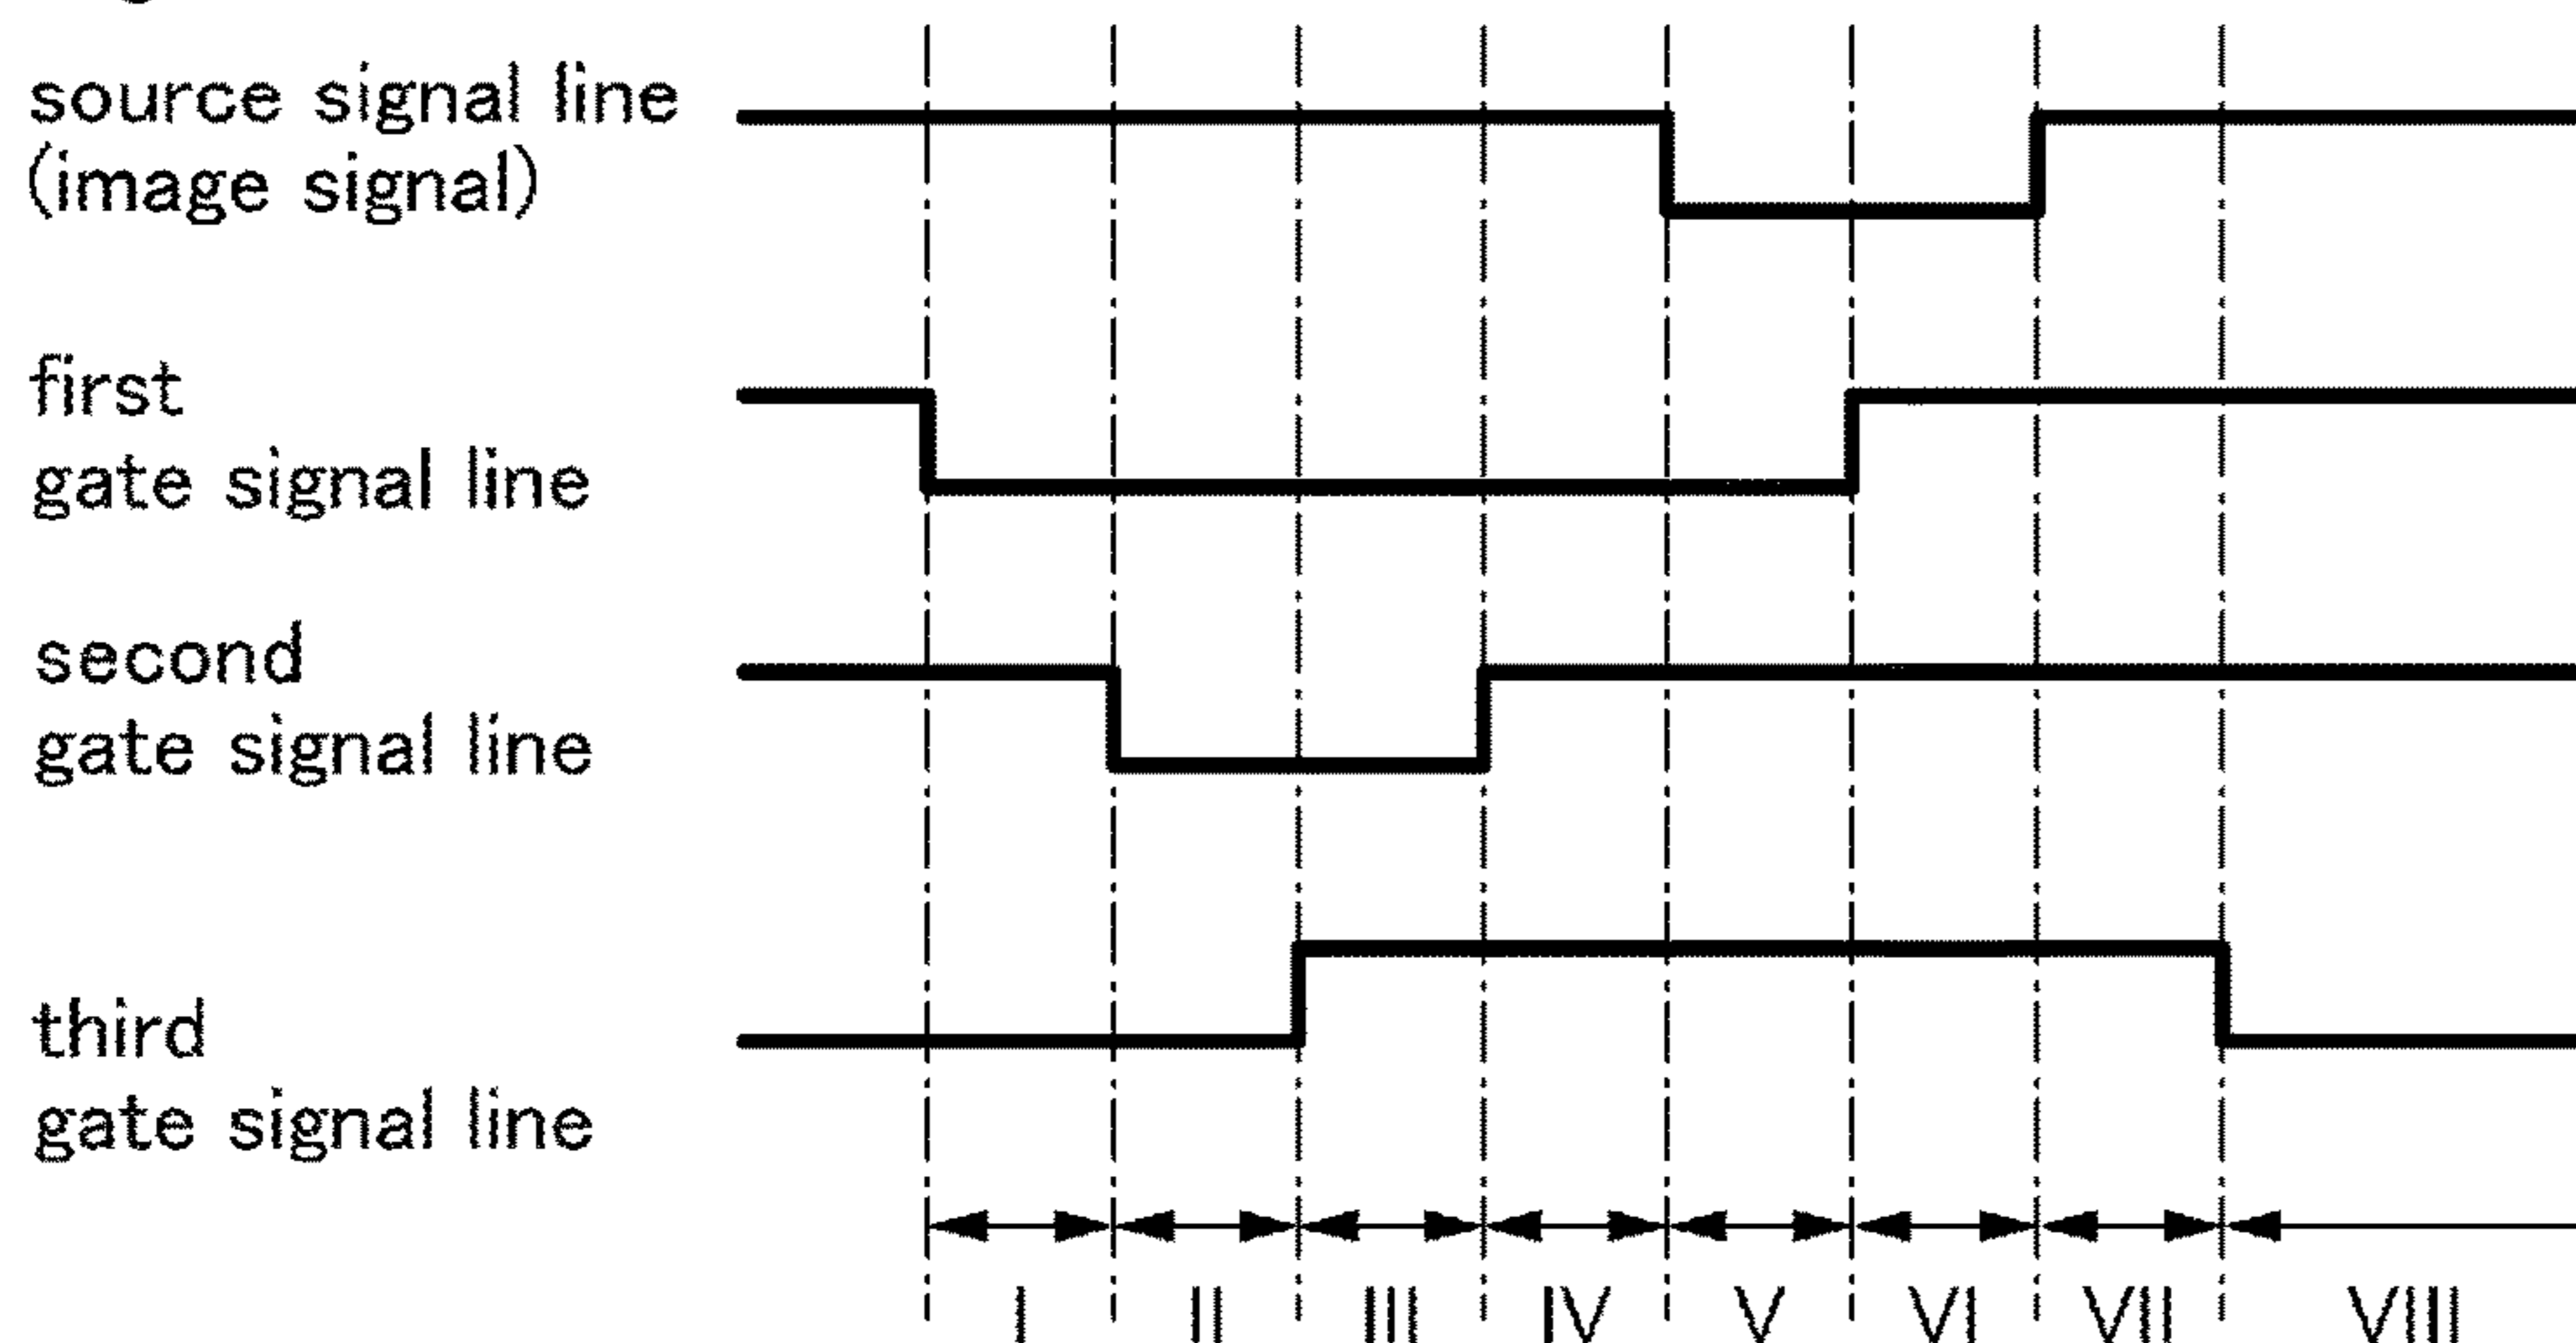 source signal line
(image signal)
first
gate signal line
second
gate signal line
third
gate signal line
I II III IV V VI VII VIII